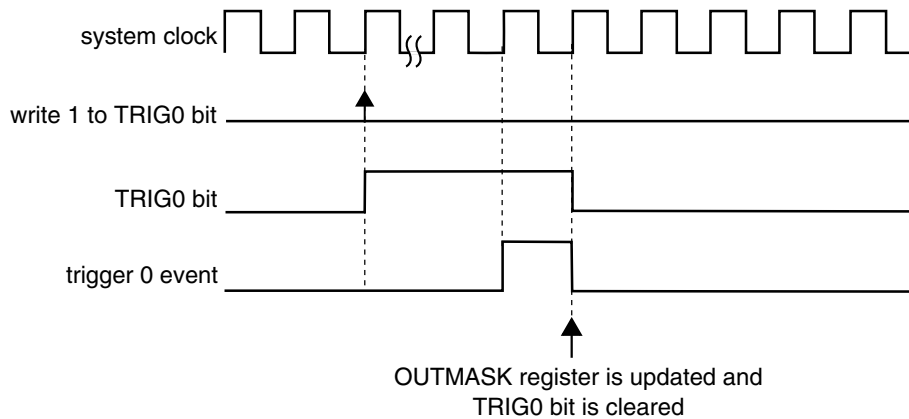 system clock
write 1 to TRIG0 bit
TRIG0 bit
trigger 0 event
OUTMASK register is updated and
TRIG0 bit is cleared